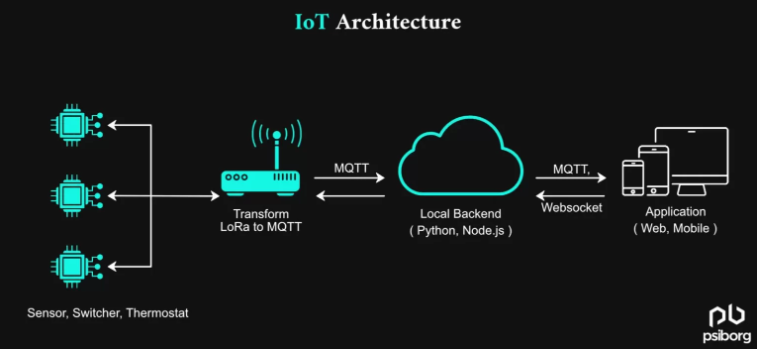 IoT Architecture
MQTT
MQTT,
Websocket
Transform
LoRa to MQTT
Local Backend
( Python, Node.js )
Application
( Web, Mobile )
Sensor, Switcher, Thermostat
pb
psiborg